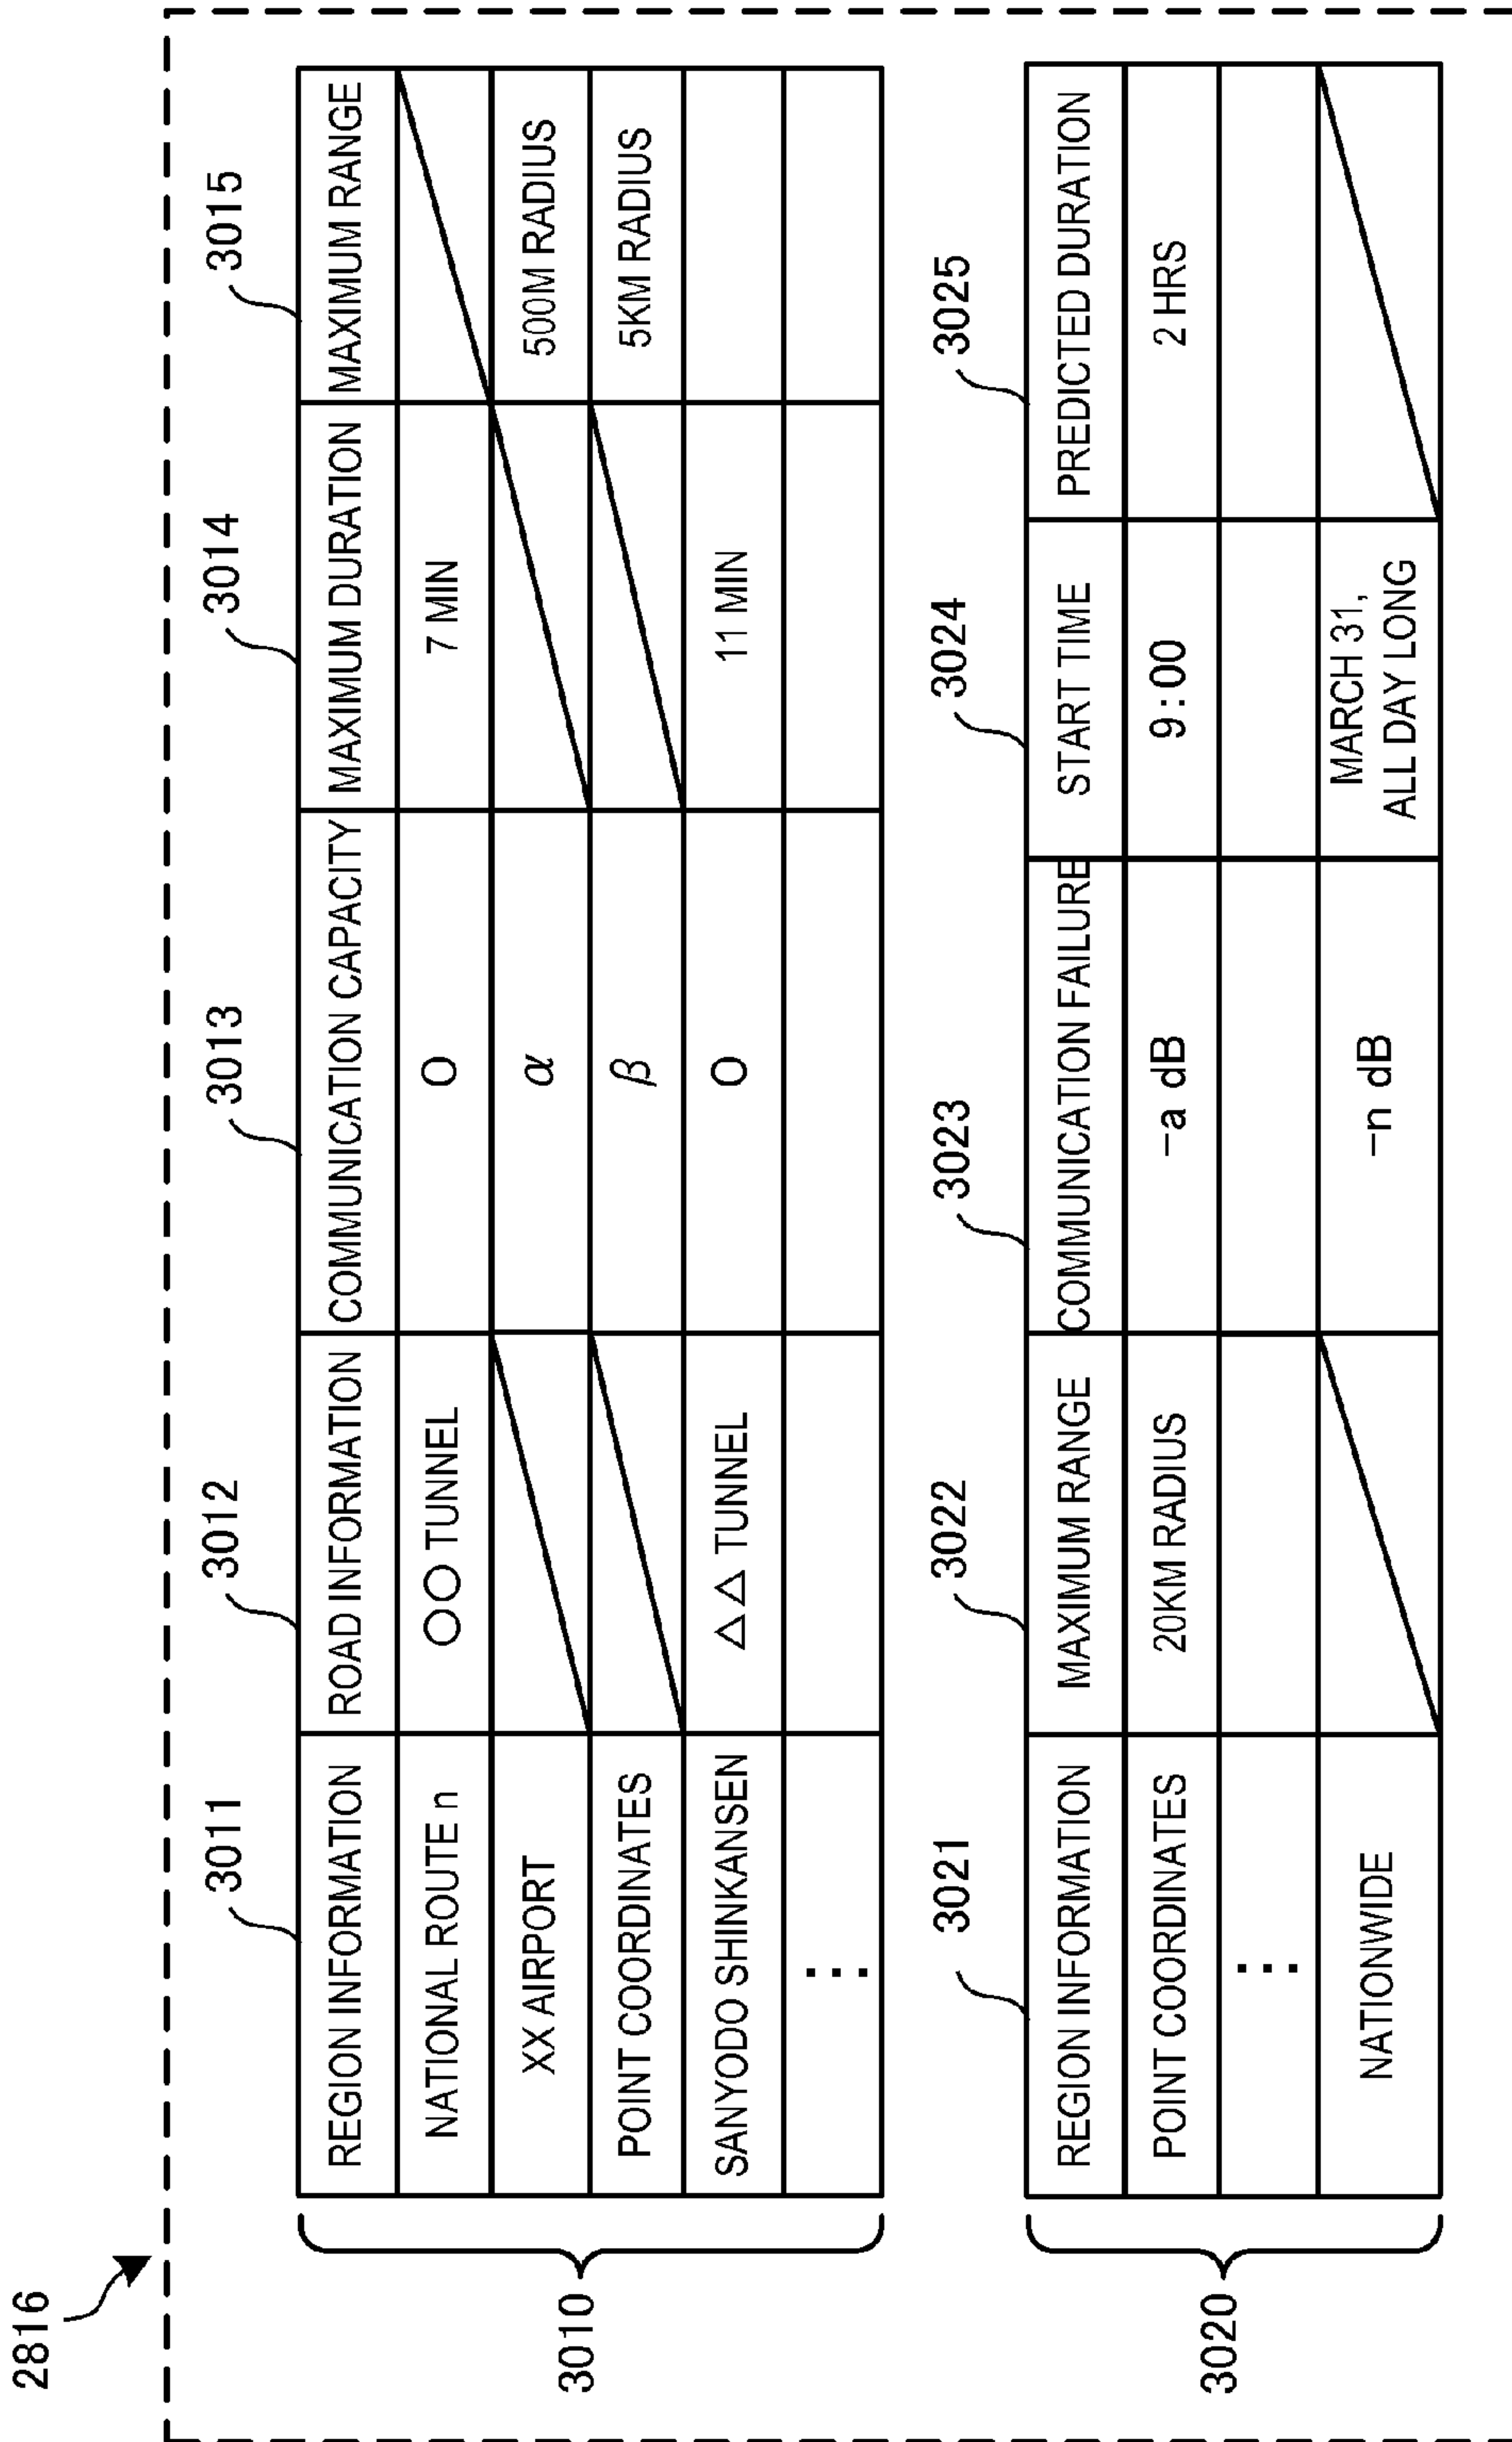 2816
3011 3012 3013 3014 3015
REGION INFORMATION ROAD INFORMATION COMMUNICATION CAPACITY MAXIMUM DURATION MAXIMUM RANGE
NATIONAL ROUTE n ○○ TUNNEL 0 7 MIN
XX AIRPORT α 500M RADIUS
POINT COORDINATES β 5KM RADIUS
SANYODO SHINKANSEN △△ TUNNEL 0 11 MIN
⋮
3010
3021 3022 3023 3024 3025
REGION INFORMATION MAXIMUM RANGE COMMUNICATION FAILURE START TIME PREDICTED DURATION
POINT COORDINATES 20KM RADIUS −a dB 9:00 2 HRS
⋮
NATIONWIDE −n dB MARCH 31,
ALL DAY LONG
3020